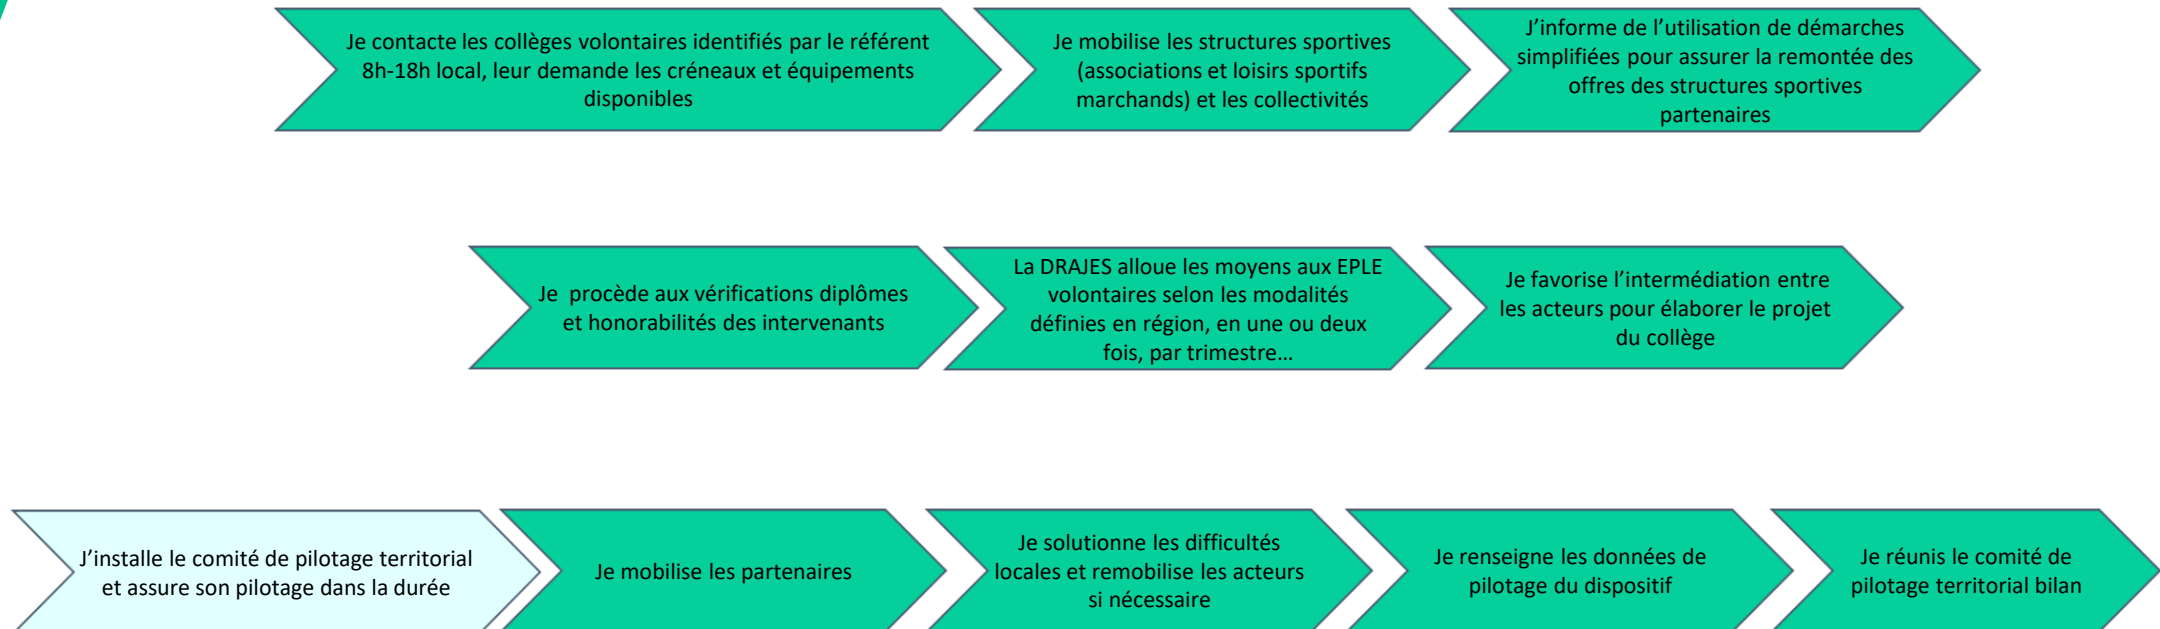 Je contacte les collèges volontaires identifiés par le référent
8h-18h local, leur demande les créneaux et équipements
disponibles
Je mobilise les structures sportives
(associations et loisirs sportifs
marchands) et les collectivités
J’informe de l’utilisation de démarches
simplifiées pour assurer la remontée des
offres des structures sportives
partenaires
Je procède aux vérifications diplômes
et honorabilités des intervenants
La DRAJES alloue les moyens aux EPLE
volontaires selon les modalités
définies en région, en une ou deux
fois, par trimestre…
Je favorise l’intermédiation entre
les acteurs pour élaborer le projet
du collège
J’installe le comité de pilotage territorial
et assure son pilotage dans la durée
Je mobilise les partenaires
Je solutionne les difficultés
locales et remobilise les acteurs
si nécessaire
Je renseigne les données de
pilotage du dispositif
Je réunis le comité de
pilotage territorial bilan